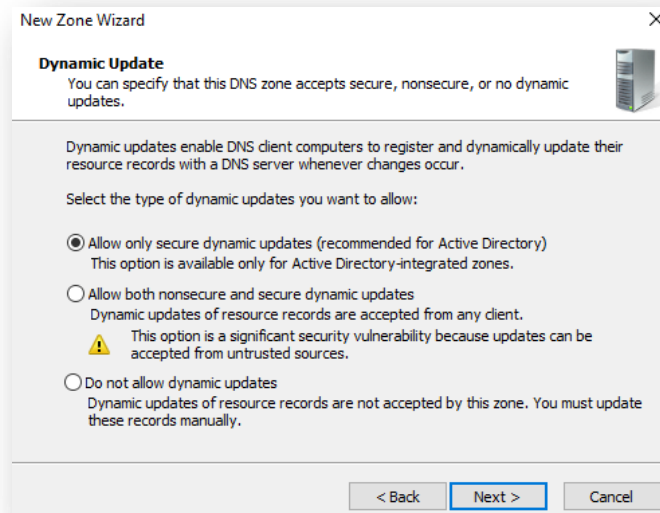 New Zone Wizard
Dynamic Update
You can specify that this DNS zone accepts secure, nonsecure, or no dynamic
updates.
Dynamic updates enable DNS client computers to register and dynamically update their
resource records with a DNS server whenever changes occur.
Select the type of dynamic updates you want to allow:
Allow only secure dynamic updates (recommended for Active Directory)
This option is available only for Active Directory-integrated zones.
Allow both nonsecure and secure dynamic updates
Dynamic updates of resource records are accepted from any client.
This option is a significant security vulnerability because updates can be
accepted from untrusted sources.
Do not allow dynamic updates
Dynamic updates of resource records are not accepted by this zone. You must update
these records manually.
< Back Next > Cancel